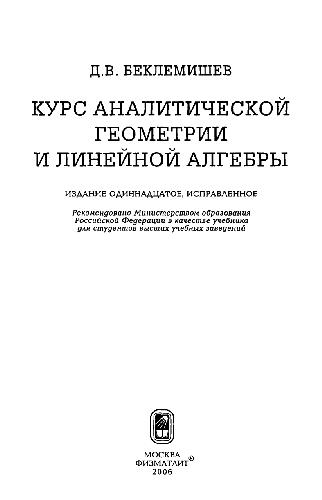 Д.В. БЕКЛЕМИШЕВ
КУРС АНАЛИТИЧЕСКОЙ
ГЕОМЕТРИИ
И ЛИНЕЙНОЙ АЛГЕБРЫ
ИЗДАНИЕ ОДИННАДЦАТОЕ, ИСПРАВЛЕННОЕ
Рекомендовано Министерством образования
Российской Федерации в качестве учебника
для студентов высших учебных заведений
МОСКВА
ФИЗМАТЛИТ®
2006